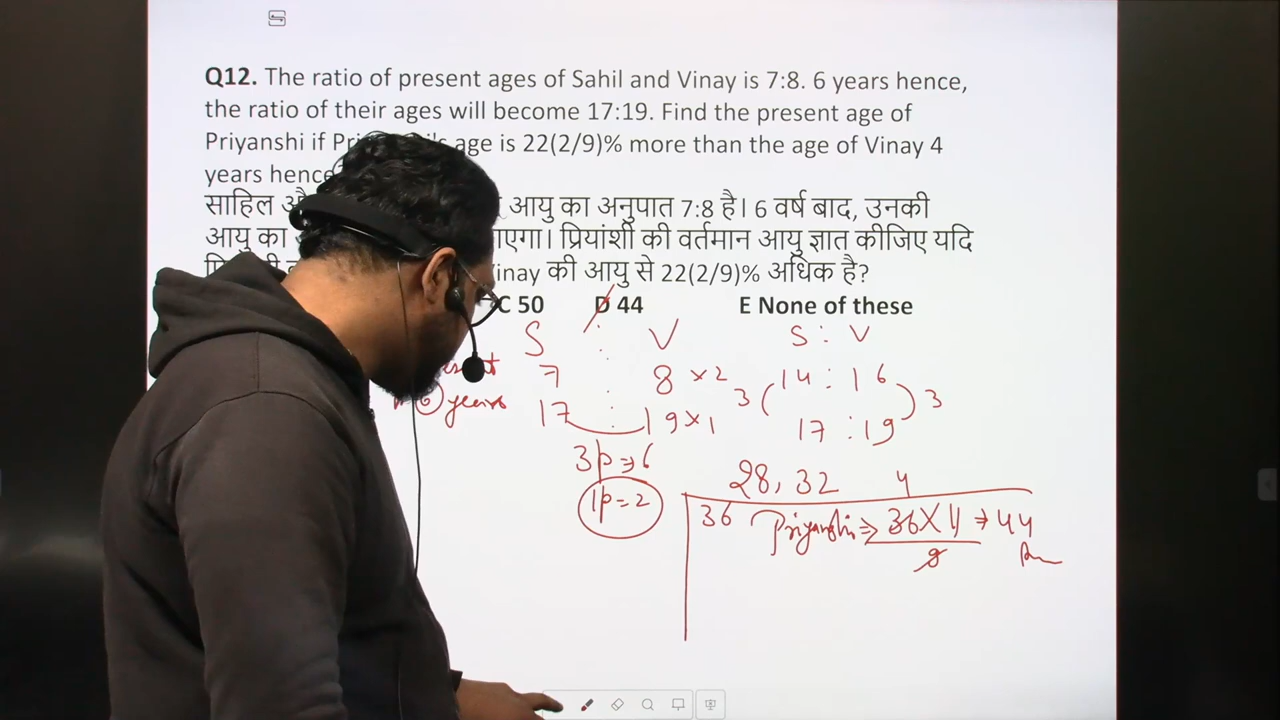 Q12. The ratio of present ages of Sahil and Vinay is 7:8. 6 years hence,
the ratio of their ages will become 17:19. Find the present age of
Priyanshi if age is 22(2/9)% more than the age of Vinay 4
years hence
साहिल आयु का अनुपात 7:8 है। 6 वर्ष बाद, उनकी
आयु का प्रियांशी की वर्तमान आयु ज्ञात कीजिए यदि
की आयु से 22(2/9)% अधिक है?
C 50 D 44 E None of these
S : V S : V
7 : 8 ×2 3 ( 14 : 16 ) 3
6 years 17 : 19 ×1 17 : 19
3p ⇒ 6
1p = 2
28, 32
36 Priyanshi ⇒ 36 × 11 / 9 ⇒ 44
4